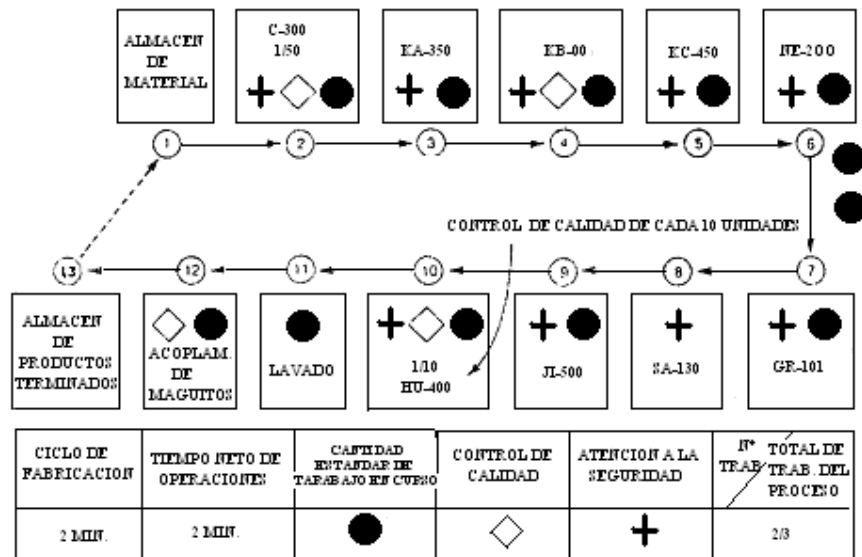 ALMACEN
DE
MATERIAL
C-300
1/50
KA-350
KB-00
KC-450
NE-200
1
2
3
4
5
6
CONTROL DE CALIDAD DE CADA 10 UNIDADES
13
12
11
10
9
8
7
ALMACEN
DE
PRODUCTOS
TERMINADOS
ACOPLAM.
DE
MAGUITOS
LAVADO
1/10
HU-400
JI-500
SA-130
GR-101
CICLO DE
FABRICACION
TIEMPO NETO DE
OPERACIONES
CANTIDAD
ESTANDAR DE
TARABAJO EN CURSO
CONTROL DE
CALIDAD
ATENCION A LA
SEGURIDAD
Nº
TRAB.
TOTAL DE
TRAB. DEL
PROCESO
2 MIN.
2 MIN.
2/3